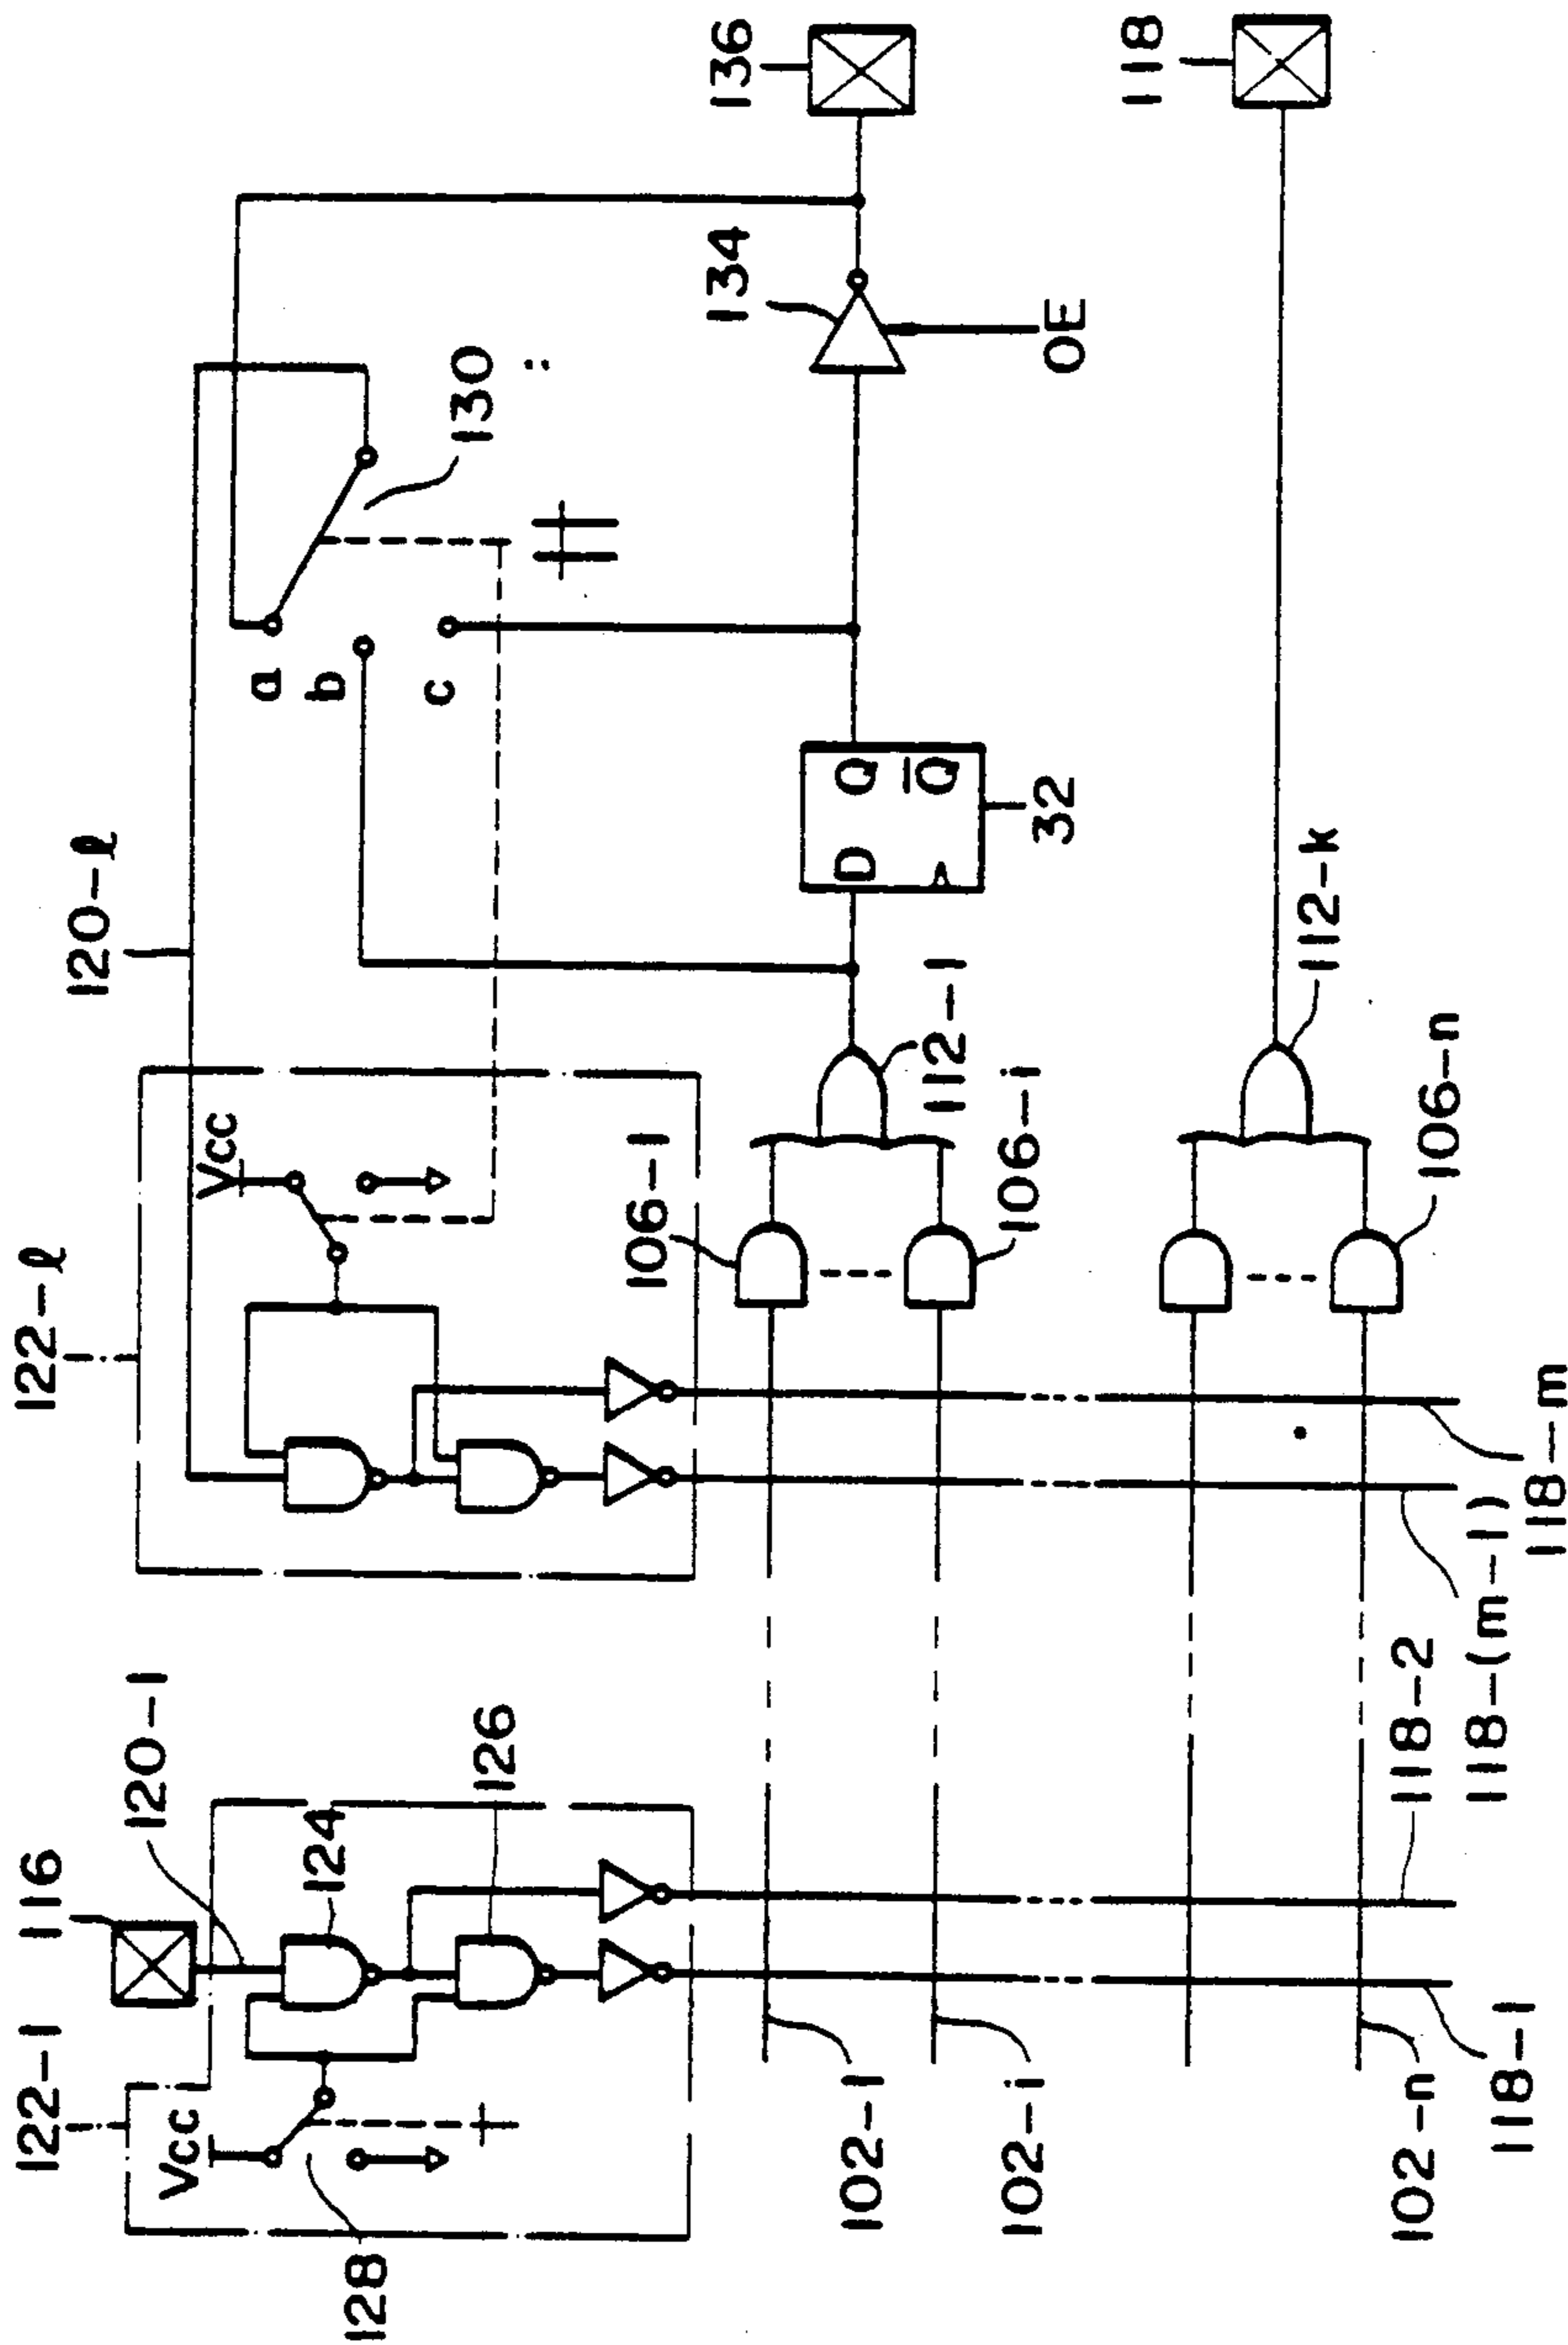 122-1
116
120-1
122-ℓ
120-ℓ
Vcc
128
124
126
Vcc
a
b
c
130
136
134
OE
D
Q
Q̅
32
106-1
112-1
106-i
102-1
102-i
118
112-k
106-n
102-n
118-1
118-2
118-(m-1)
118-m